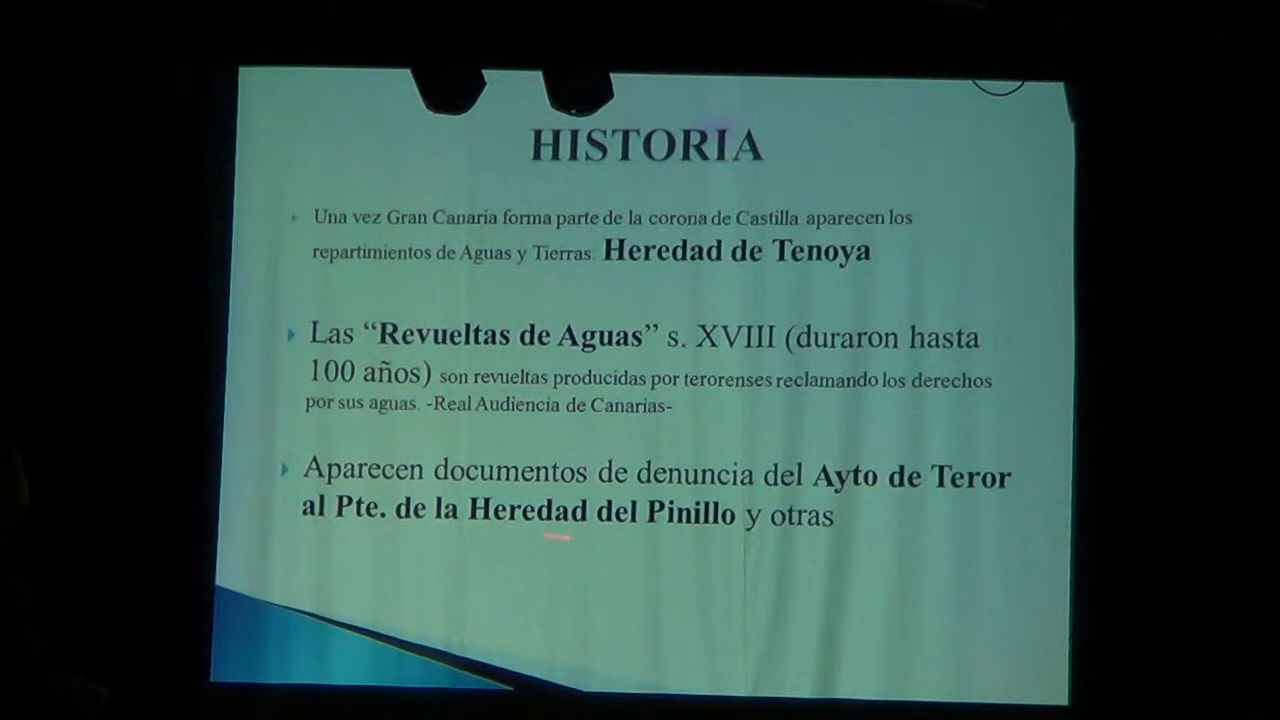 HISTORIA
Una vez Gran Canaria forma parte de la corona de Castilla aparecen los
repartimientos de Aguas y Tierras: Heredad de Tenoya
Las “Revueltas de Aguas” s. XVIII (duraron hasta
100 años) son revueltas producidas por terorenses reclamando los derechos
por sus aguas. -Real Audiencia de Canarias-
Aparecen documentos de denuncia del Ayto de Teror
al Pte. de la Heredad del Pinillo y otras